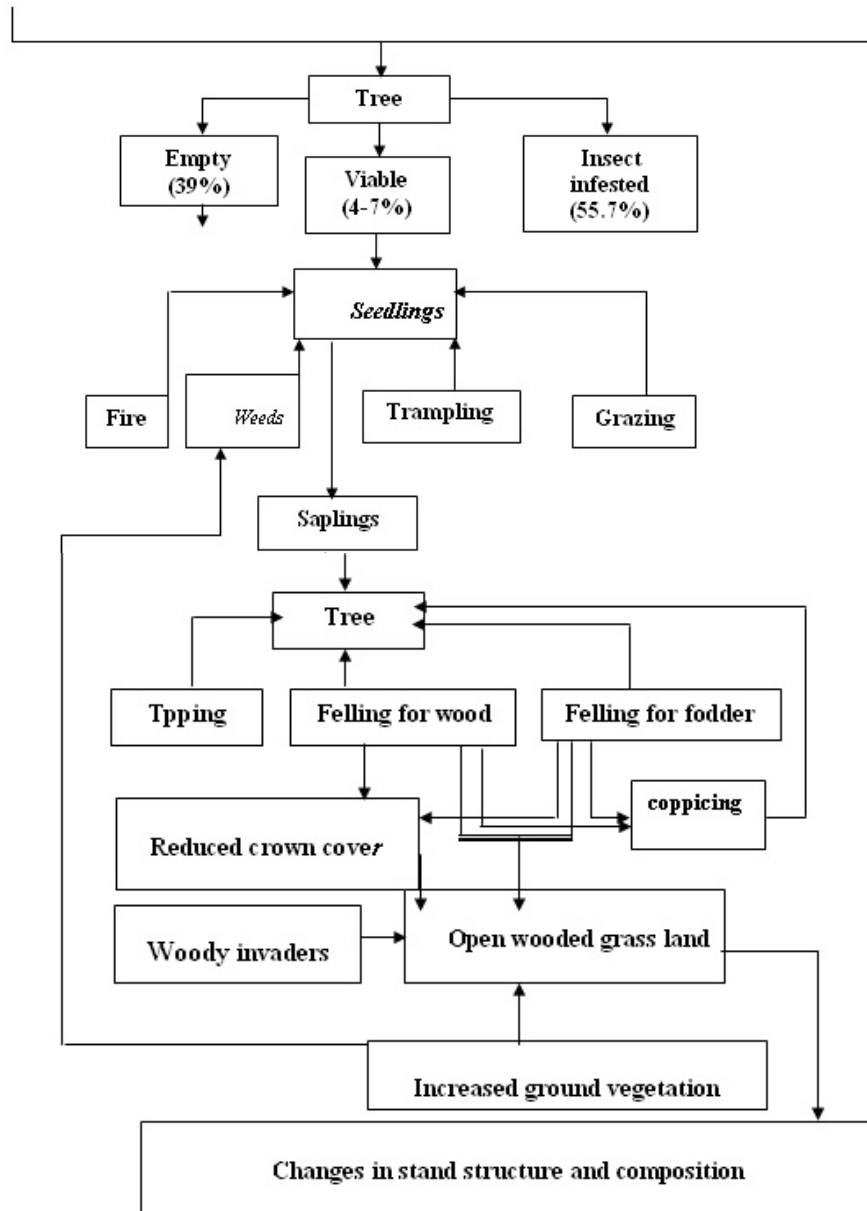 Tree
Empty
(39%)
Viable
(4-7%)
Insect
infested
(55.7%)
Seedlings
Fire
Weeds
Trampling
Grazing
Saplings
Tree
Tpping
Felling for wood
Felling for fodder
coppicing
Reduced crown cover
Woody invaders
Open wooded grass land
Increased ground vegetation
Changes in stand structure and composition